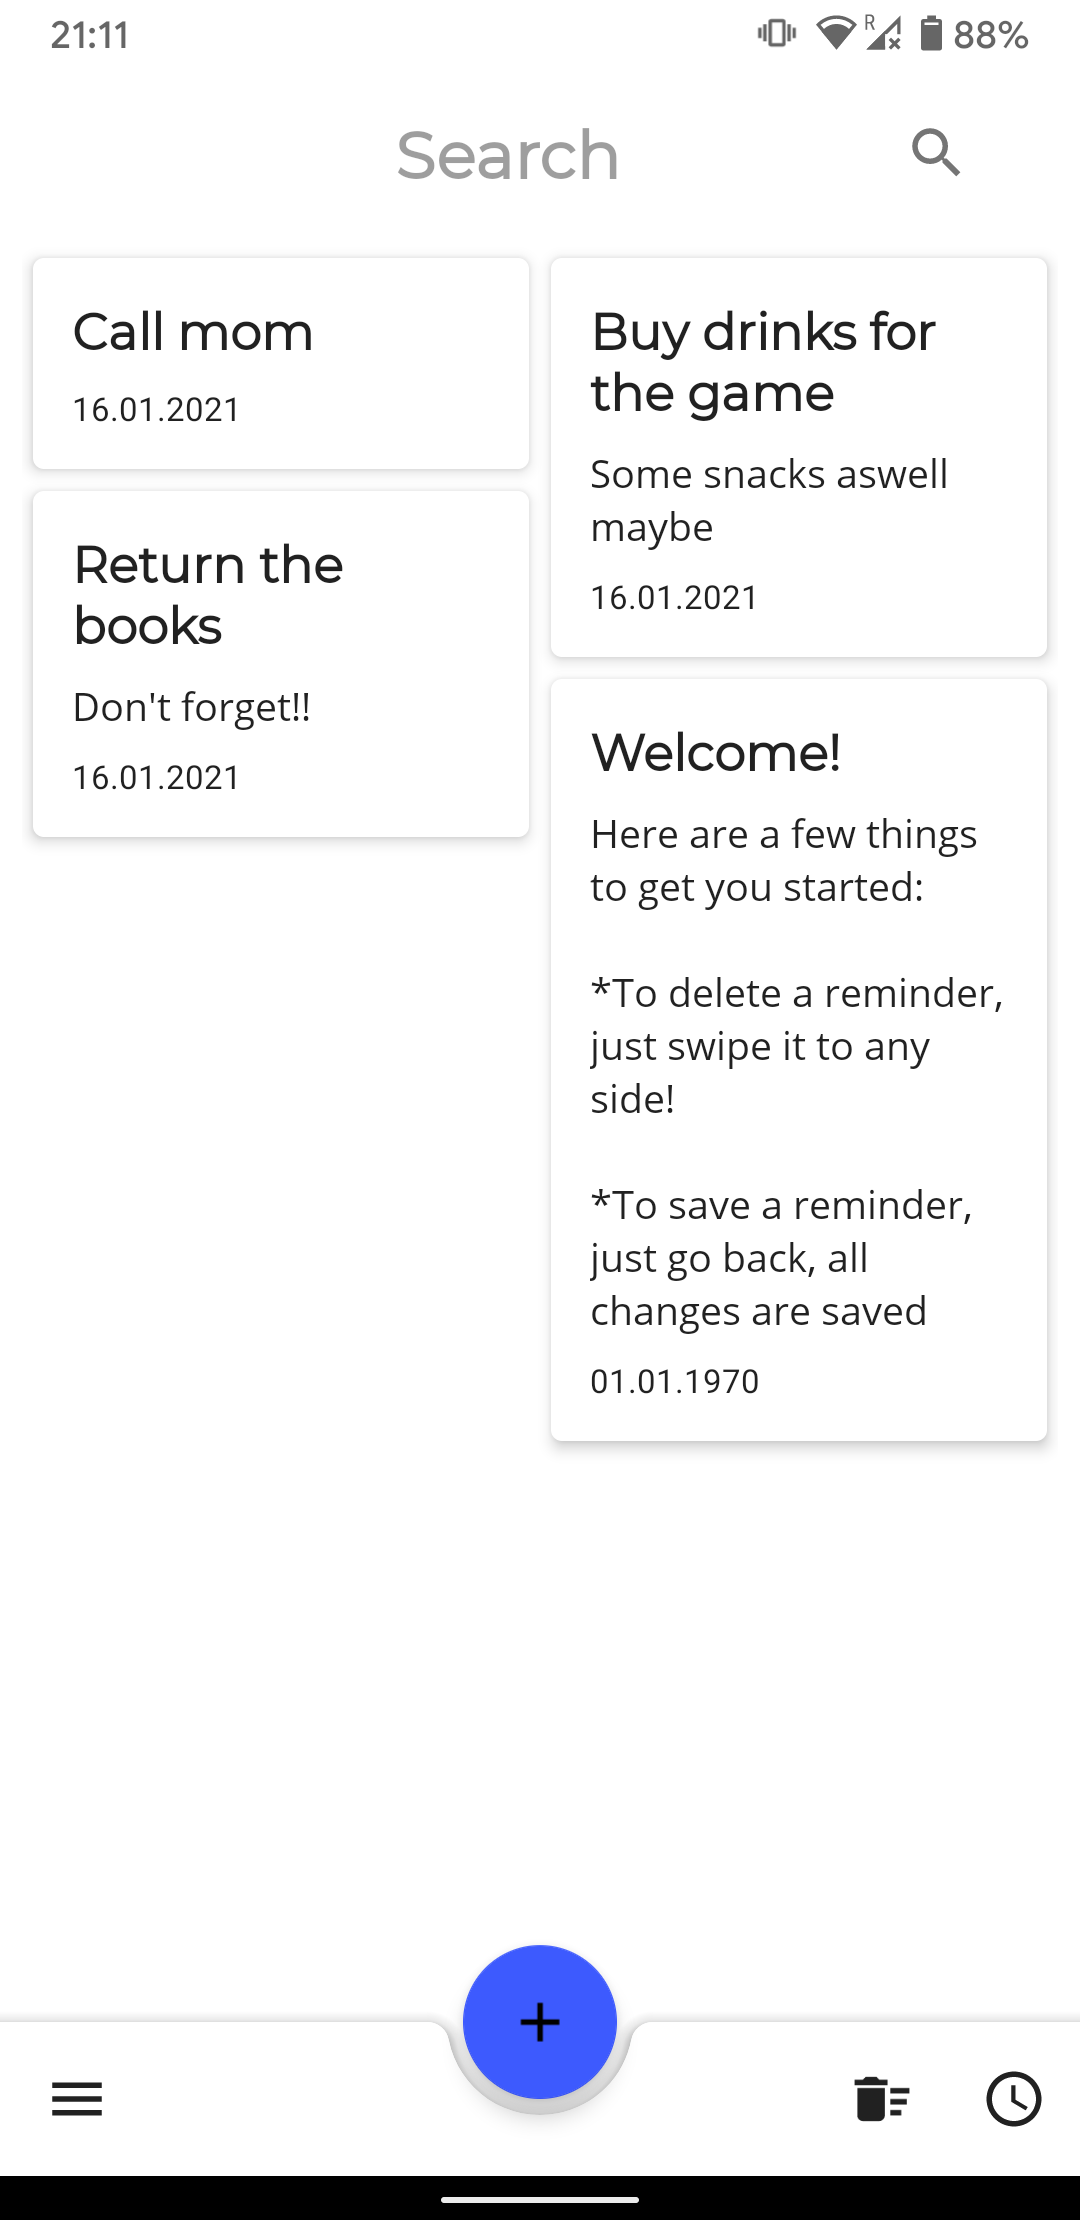 21:11
R
88%
Search
Call mom
16.01.2021
Return the
books
Don't forget!!
16.01.2021
Buy drinks for
the game
Some snacks aswell
maybe
16.01.2021
Welcome!
Here are a few things
to get you started:
*To delete a reminder,
just swipe it to any
side!
*To save a reminder,
just go back, all
changes are saved
01.01.1970